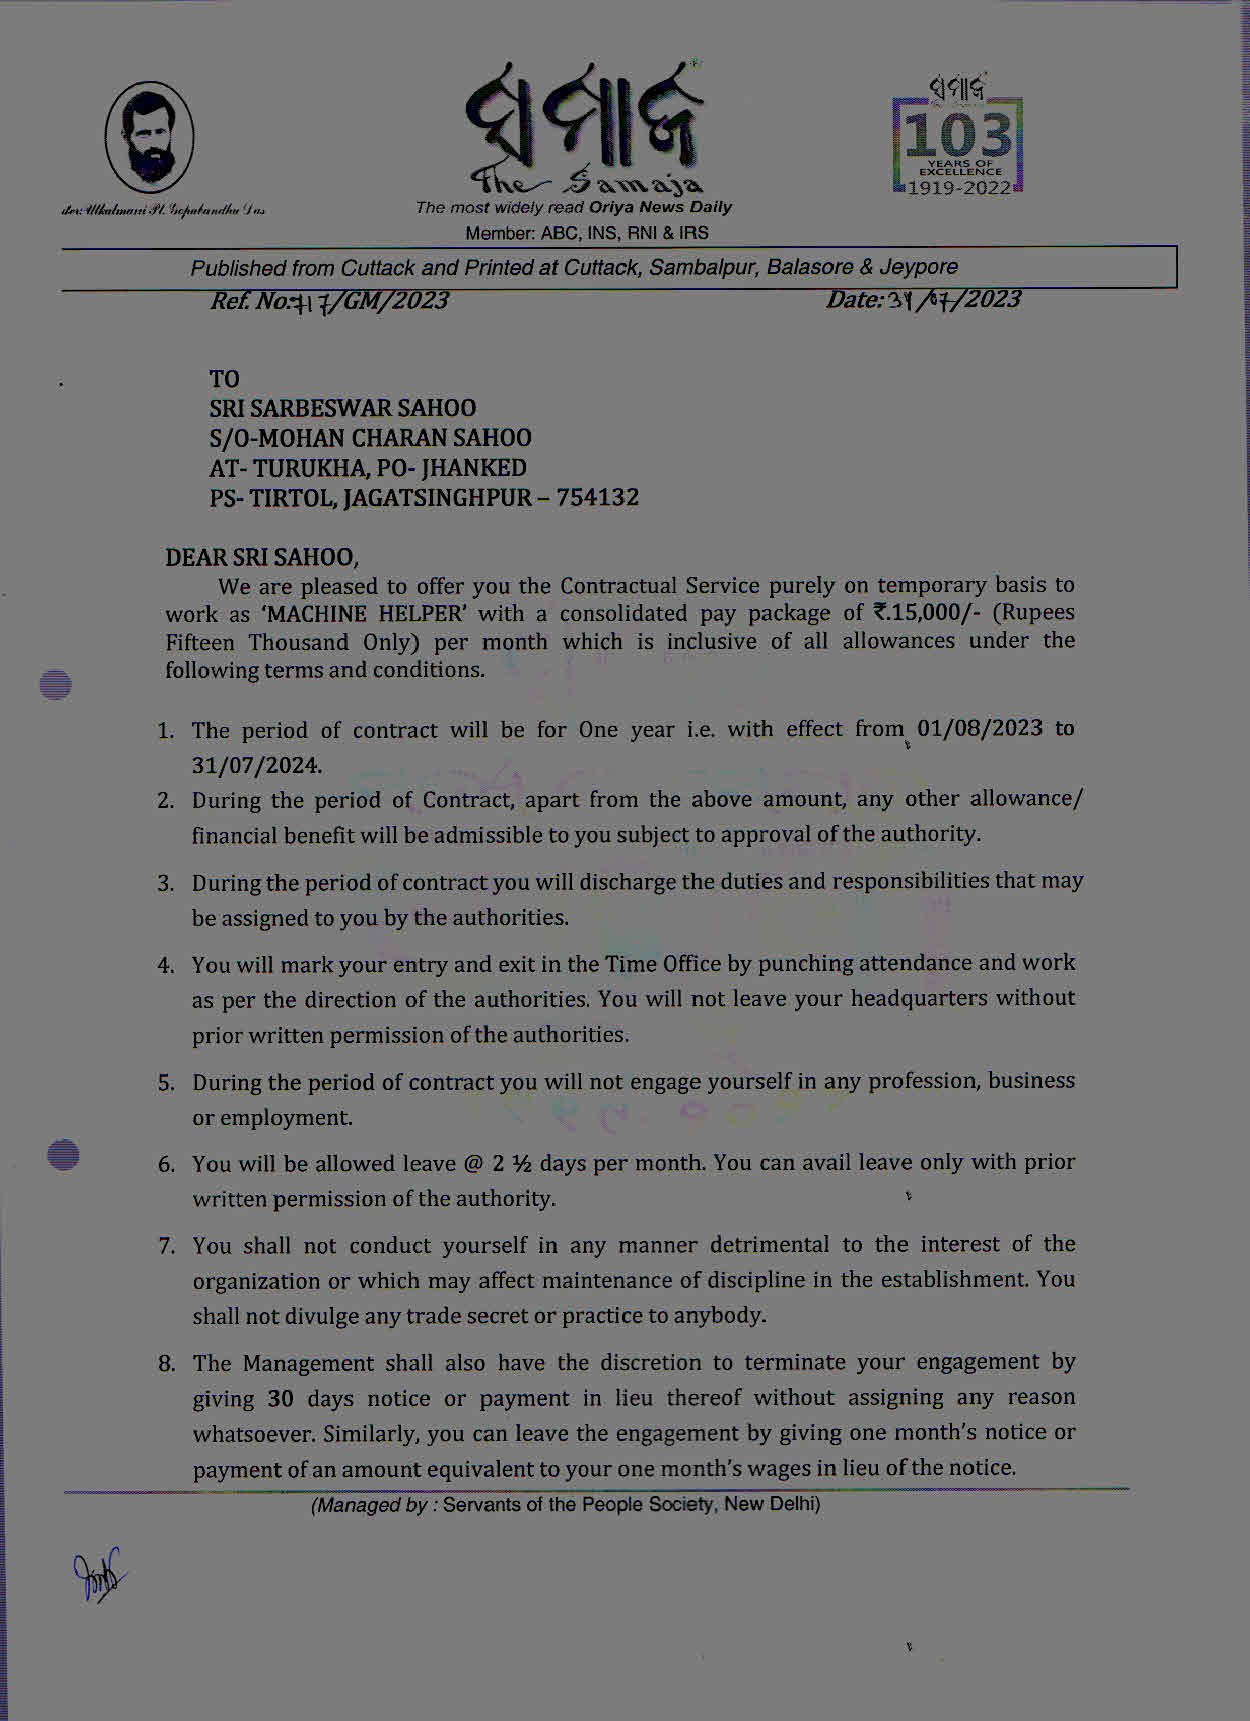 ସମାଜ
The Samaja
The most widely read Oriya News Daily
Member: ABC, INS, RNI & IRS
ସମାଜ
103
YEARS OF
EXCELLENCE
1919-2022
Utkalmani Pt. Gopabandhu Das
Published from Cuttack and Printed at Cuttack, Sambalpur, Balasore & Jeypore
Ref. No: /GM/2023 Date: /07/2023
TO
SRI SARBESWAR SAHOO
S/O-MOHAN CHARAN SAHOO
AT- TURUKHA, PO- JHANKED
PS- TIRTOL, JAGATSINGHPUR – 754132
DEAR SRI SAHOO,
We are pleased to offer you the Contractual Service purely on temporary basis to
work as ‘MACHINE HELPER’ with a consolidated pay package of ₹.15,000/- (Rupees
Fifteen Thousand Only) per month which is inclusive of all allowances under the
following terms and conditions.
1. The period of contract will be for One year i.e. with effect from 01/08/2023 to
31/07/2024.
2. During the period of Contract, apart from the above amount, any other allowance/
financial benefit will be admissible to you subject to approval of the authority.
3. During the period of contract you will discharge the duties and responsibilities that may
be assigned to you by the authorities.
4. You will mark your entry and exit in the Time Office by punching attendance and work
as per the direction of the authorities. You will not leave your headquarters without
prior written permission of the authorities.
5. During the period of contract you will not engage yourself in any profession, business
or employment.
6. You will be allowed leave @ 2 ½ days per month. You can avail leave only with prior
written permission of the authority.
7. You shall not conduct yourself in any manner detrimental to the interest of the
organization or which may affect maintenance of discipline in the establishment. You
shall not divulge any trade secret or practice to anybody.
8. The Management shall also have the discretion to terminate your engagement by
giving 30 days notice or payment in lieu thereof without assigning any reason
whatsoever. Similarly, you can leave the engagement by giving one month’s notice or
payment of an amount equivalent to your one month’s wages in lieu of the notice.
(Managed by : Servants of the People Society, New Delhi)